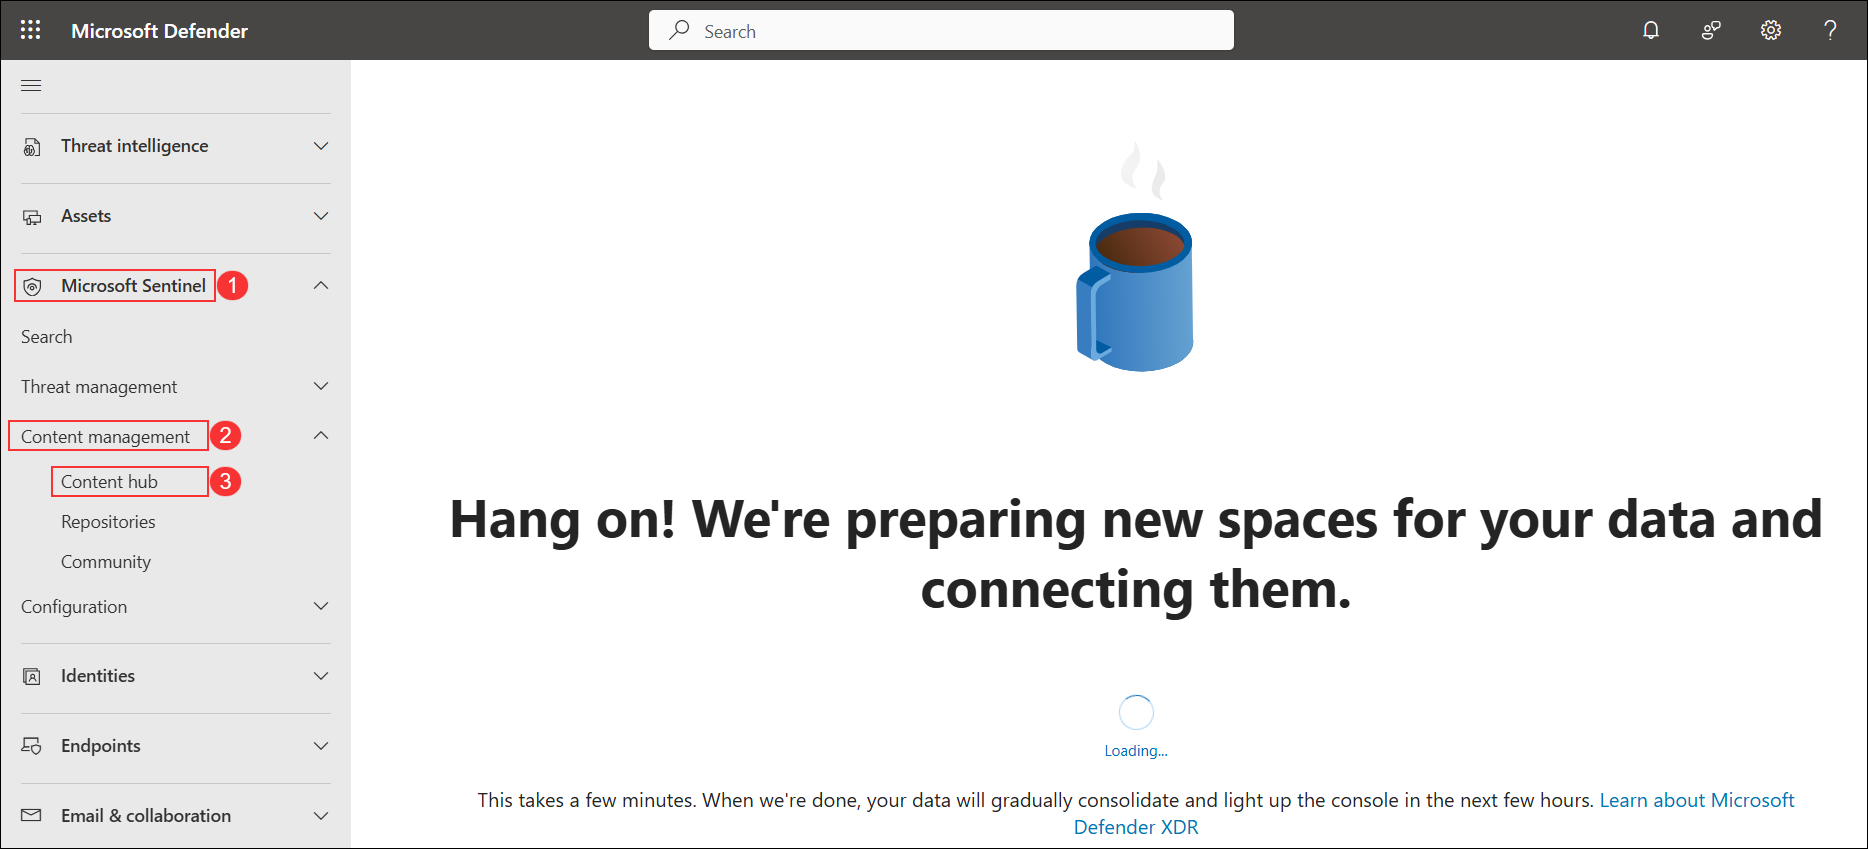 Microsoft Defender
Search
Threat intelligence
Assets
Microsoft Sentinel 1
Search
Threat management
Content management 2
Content hub 3
Repositories
Community
Configuration
Identities
Endpoints
Email & collaboration
Hang on! We're preparing new spaces for your data and
connecting them.
Loading...
This takes a few minutes. When we're done, your data will gradually consolidate and light up the console in the next few hours. Learn about Microsoft
Defender XDR